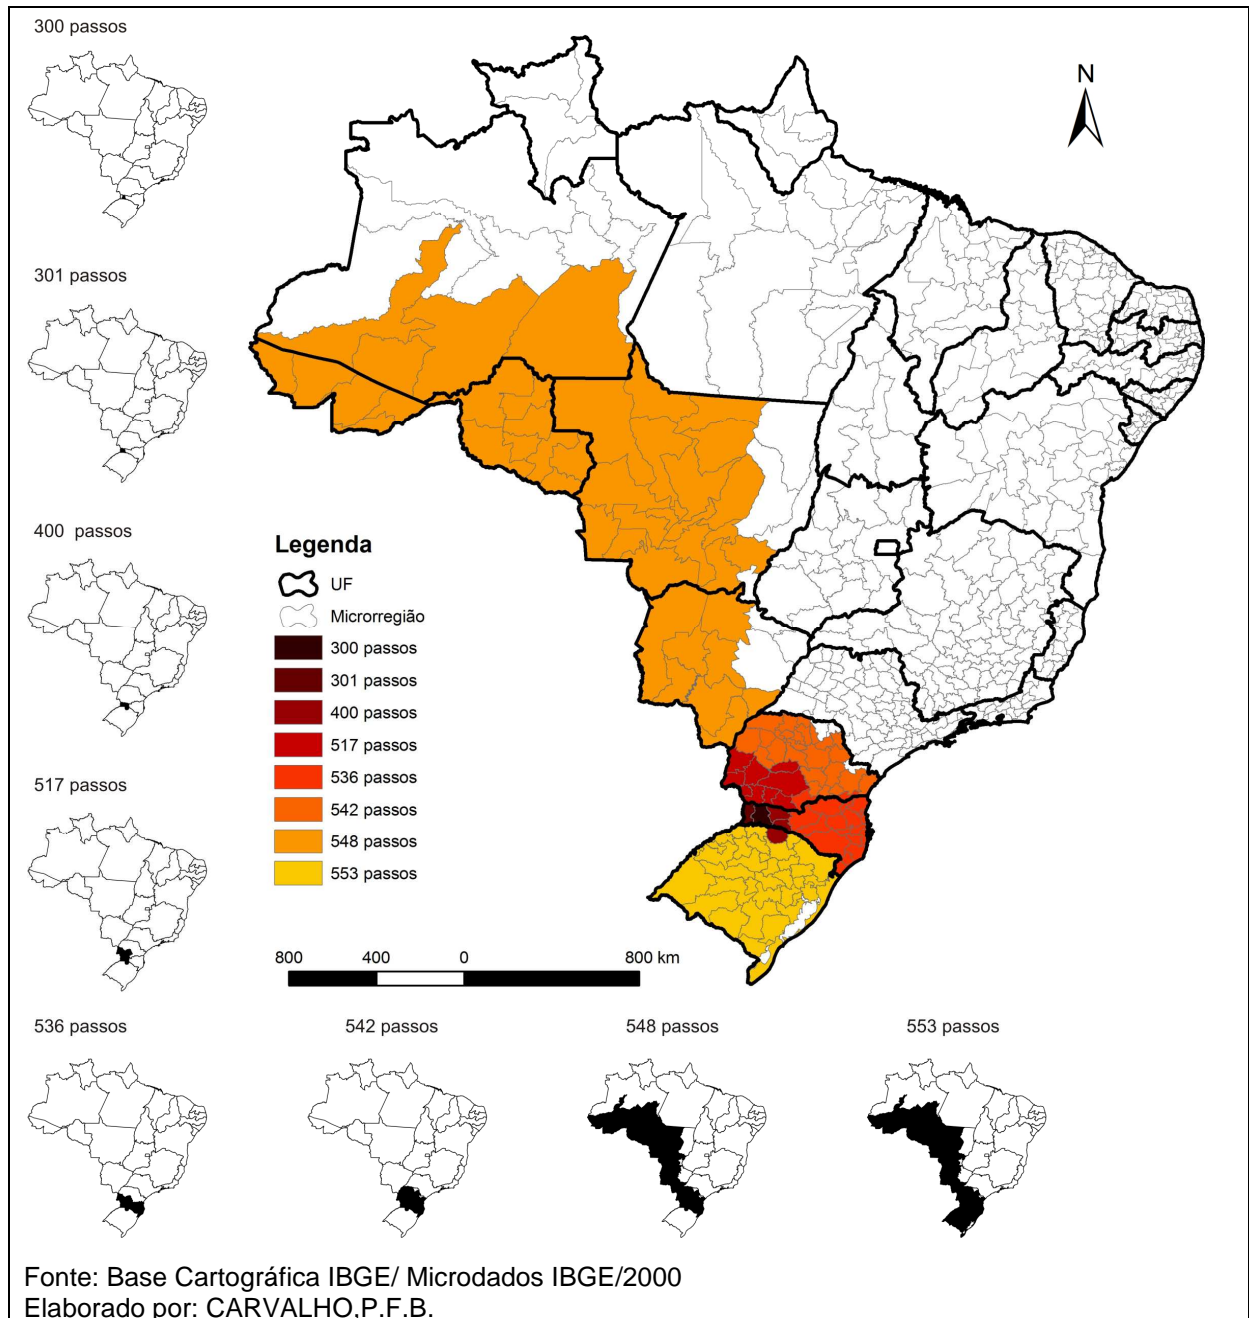 300 passos
N
301 passos
400 passos
Legenda
UF
Microrregião
300 passos
301 passos
400 passos
517 passos
536 passos
542 passos
548 passos
553 passos
517 passos
800 400 0 800 km
536 passos
542 passos
548 passos
553 passos
Fonte: Base Cartográfica IBGE/ Microdados IBGE/2000
Elaborado por: CARVALHO,P.F.B.